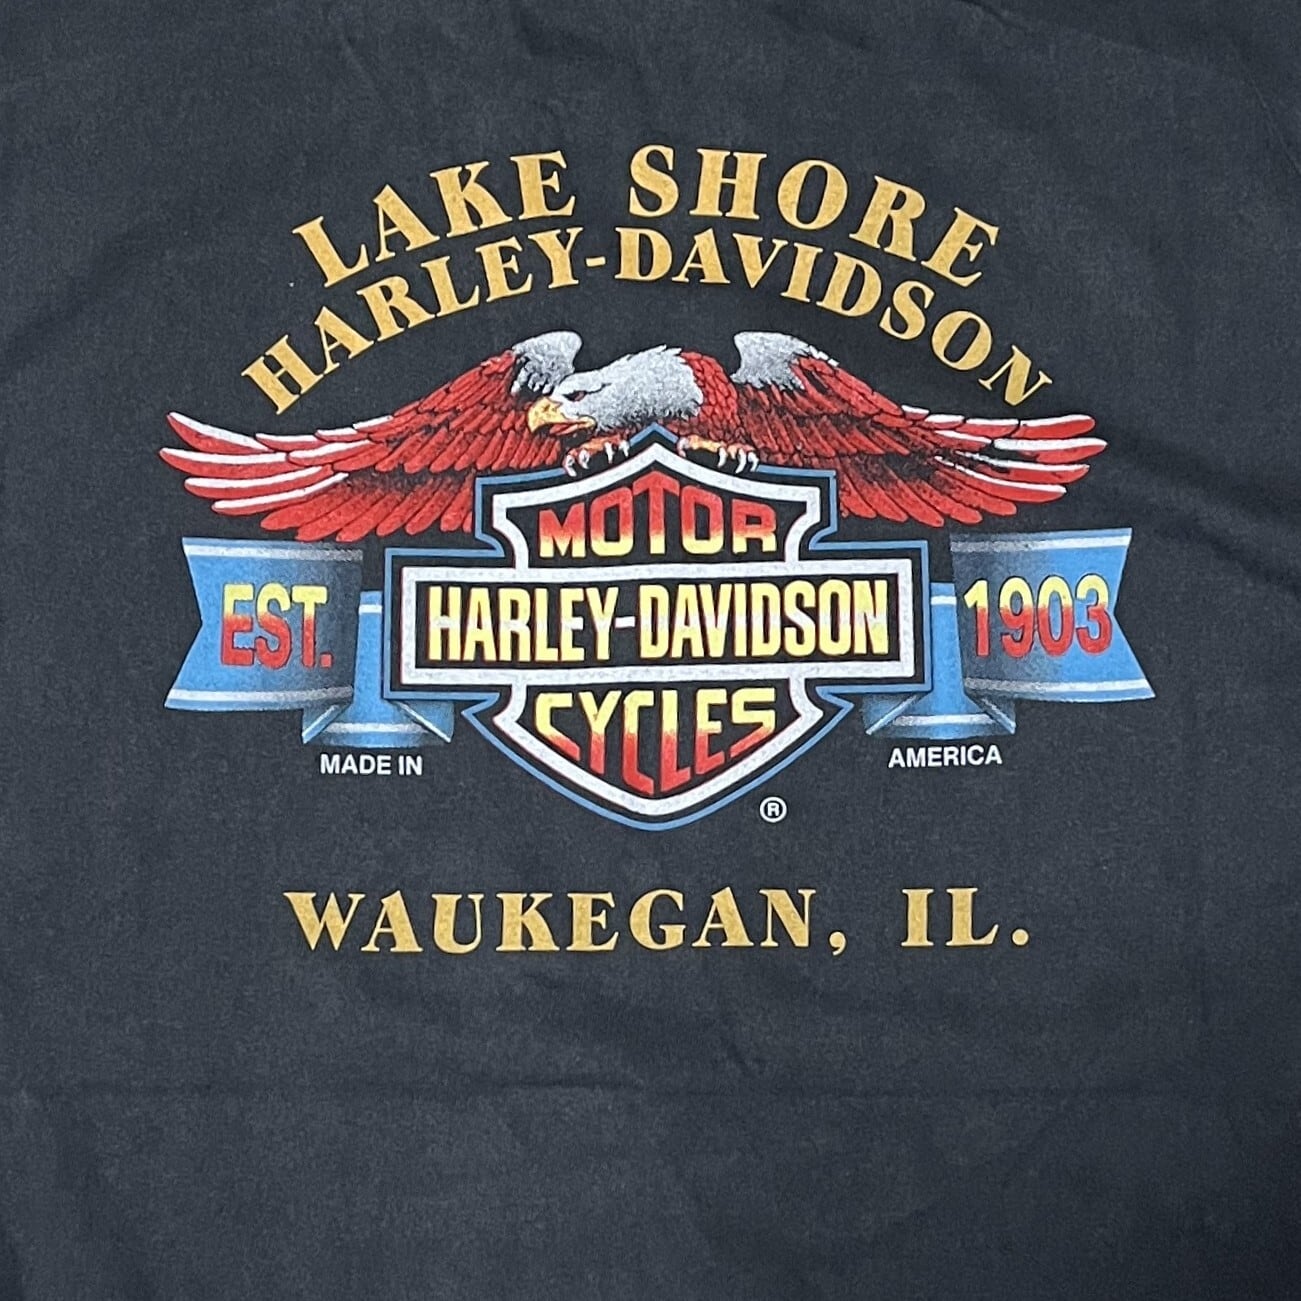 LAKE SHORE
HARLEY-DAVIDSON
MOTOR
EST. HARLEY-DAVIDSON 1903
CYCLES
MADE IN AMERICA
®
WAUKEGAN, IL.